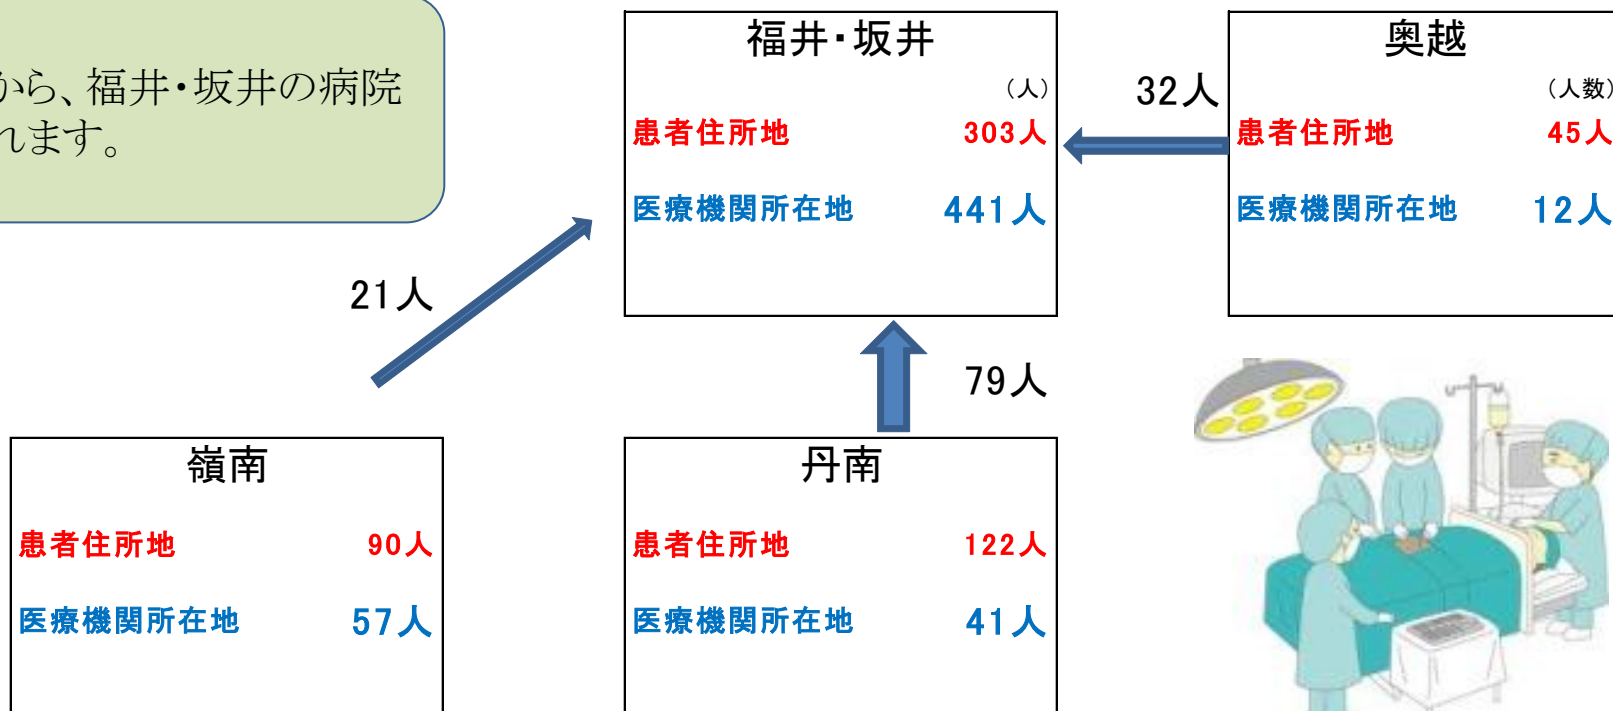 から、福井・坂井の病院
れます。
福井・坂井
（人）
患者住所地 303人
医療機関所在地 441人
32人
奥越
（人数）
患者住所地 45人
医療機関所在地 12人
21人
79人
嶺南
患者住所地 90人
医療機関所在地 57人
丹南
患者住所地 122人
医療機関所在地 41人